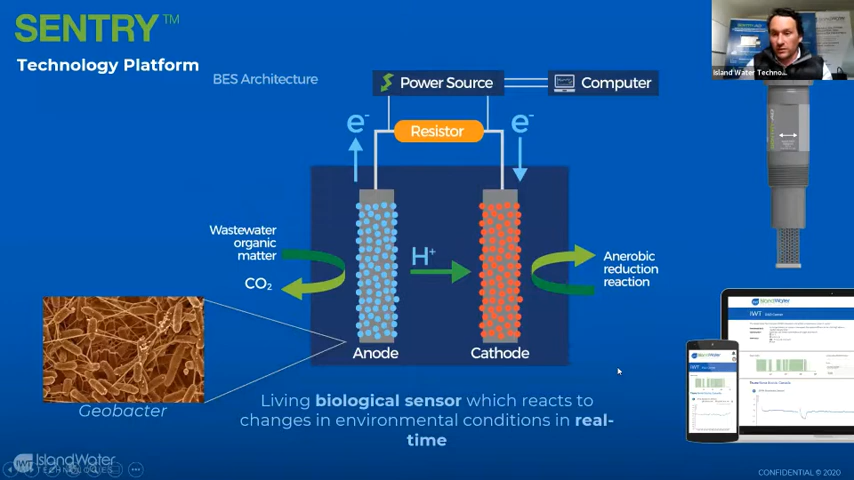 SENTRY™
Technology Platform
BES Architecture
Power Source
Computer
Island Water Techno...
e-
Resistor
e-
Wastewater
organic
matter
CO2
H+
Anerobic
reduction
reaction
Anode
Cathode
Geobacter
Living biological sensor which reacts to
changes in environmental conditions in real-
time
IslandWater
TECHNOLOGIES
IWT
CONFIDENTIAL © 2020